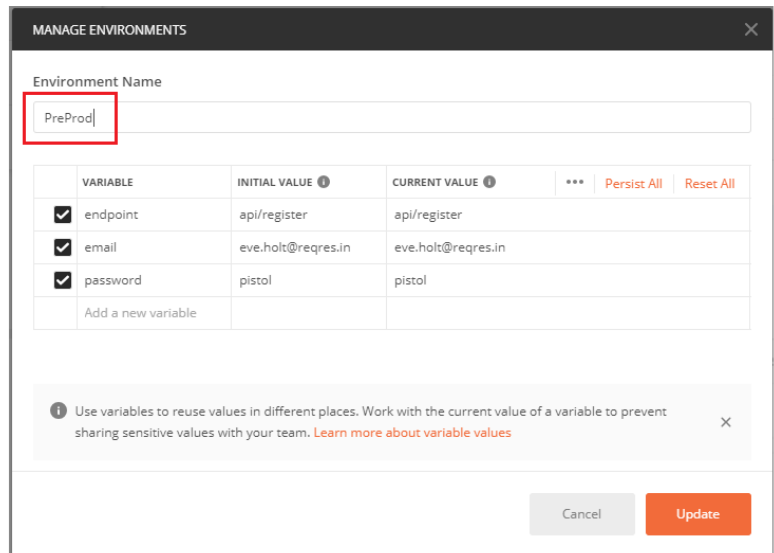 MANAGE ENVIRONMENTS
Environment Name
PreProd
VARIABLE INITIAL VALUE CURRENT VALUE ••• Persist All Reset All
endpoint api/register api/register
email eve.holt@reqres.in eve.holt@reqres.in
password pistol pistol
Add a new variable
Use variables to reuse values in different places. Work with the current value of a variable to prevent
sharing sensitive values with your team. Learn more about variable values
Cancel Update